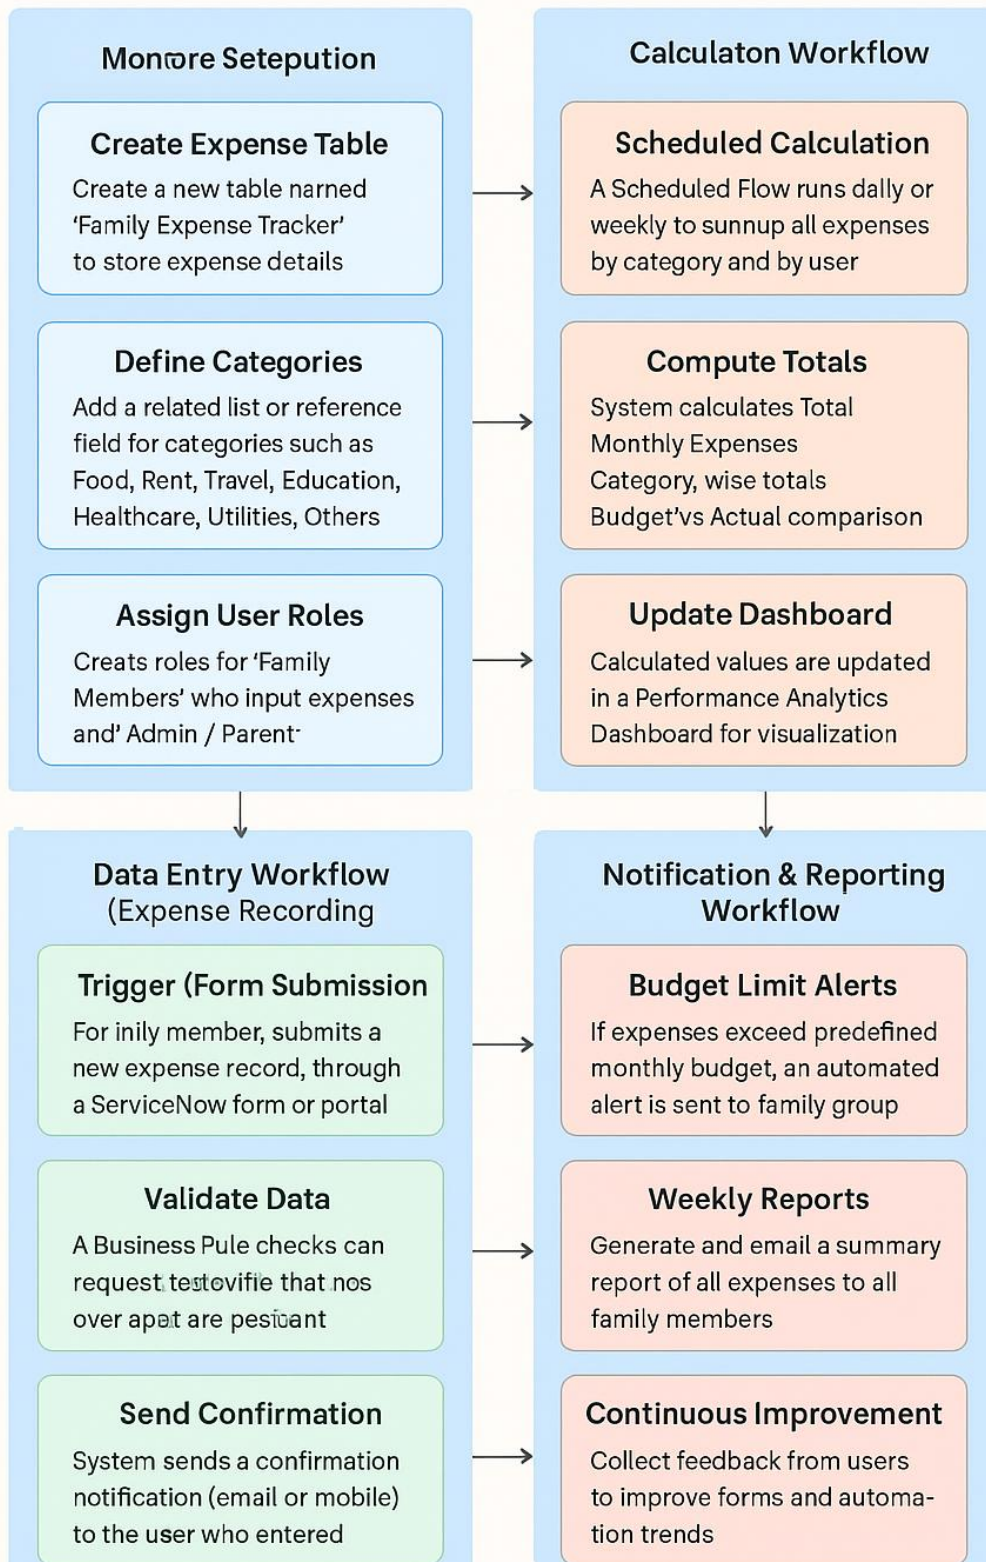 Montore Setepution
Create Expense Table
Create a new table narned
‘Family Expense Tracker’
to store expense details
Define Categories
Add a related list or reference
field for categories such as
Food, Rent, Travel, Education,
Healthcare, Utilities, Others
Assign User Roles
Creats roles for ‘Family
Members’ who input expenses
and’ Admin / Parent
Calculaton Workflow
Scheduled Calculation
A Scheduled Flow runs dally or
weekly to sunnup all expenses
by category and by user
Compute Totals
System calculates Total
Monthly Expenses
Category, wise totals
Budget’vs Actual comparison
Update Dashboard
Calculated values are updated
in a Performance Analytics
Dashboard for visualization
Data Entry Workflow
(Expense Recording
Trigger (Form Submission
For inily member, submits a
new expense record, through
a ServiceNow form or portal
Validate Data
A Business Pule checks can
request that nos
over are
Send Confirmation
System sends a confirmation
notification (email or mobile)
to the user who entered
Notification & Reporting
Workflow
Budget Limit Alerts
If expenses exceed predefined
monthly budget, an automated
alert is sent to family group
Weekly Reports
Generate and email a summary
report of all expenses to all
family members
Continuous Improvement
Collect feedback from users
to improve forms and automa-
tion trends